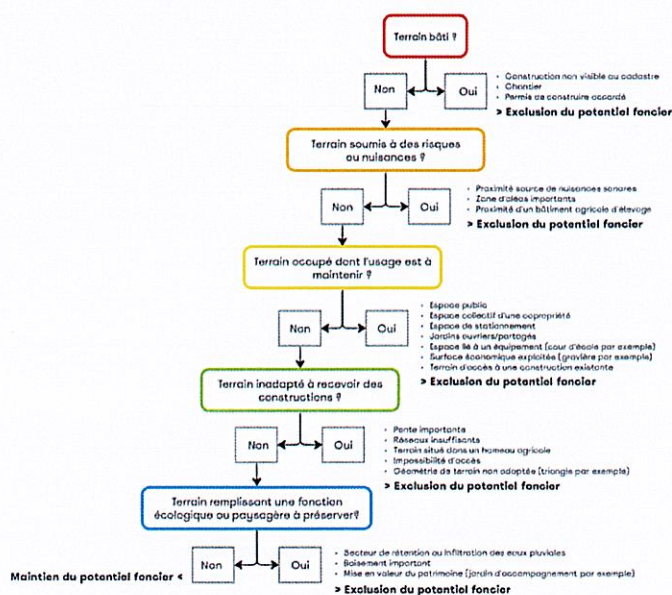 Terrain bâti ?
Non
Oui
• Construction non visible au cadastre
• Chantier
• Permis de construire accordé
> Exclusion du potentiel foncier
Terrain soumis à des risques
ou nuisances ?
Non
Oui
• Proximité source de nuisances sonores
• Zone d'aléas importants
• Proximité d'un bâtiment agricole d'élevage
> Exclusion du potentiel foncier
Terrain occupé dont l'usage est à
maintenir ?
Non
Oui
• Espace public
• Espace collectif d'une copropriété
• Espace de stationnement
• Jardins ouvriers/partagés
• Espace lié à un équipement (cour d'école par exemple)
• Surface économique exploitée (gravière par exemple)
• Terrain d'accès à une construction existante
> Exclusion du potentiel foncier
Terrain inadapté à recevoir des
constructions ?
Non
Oui
• Pente importante
• Réseaux insuffisants
• Terrain situé dans un hameau agricole
• Impossibilité d'accès
• Géométrie de terrain non adaptée (triangle par exemple)
> Exclusion du potentiel foncier
Terrain remplissant une fonction
écologique ou paysagère à préserver?
Maintien du potentiel foncier <
Non
Oui
• Secteur de rétention ou infiltration des eaux pluviales
• Boisement important
• Mise en valeur du patrimoine (jardin d'accompagnement par exemple)
> Exclusion du potentiel foncier